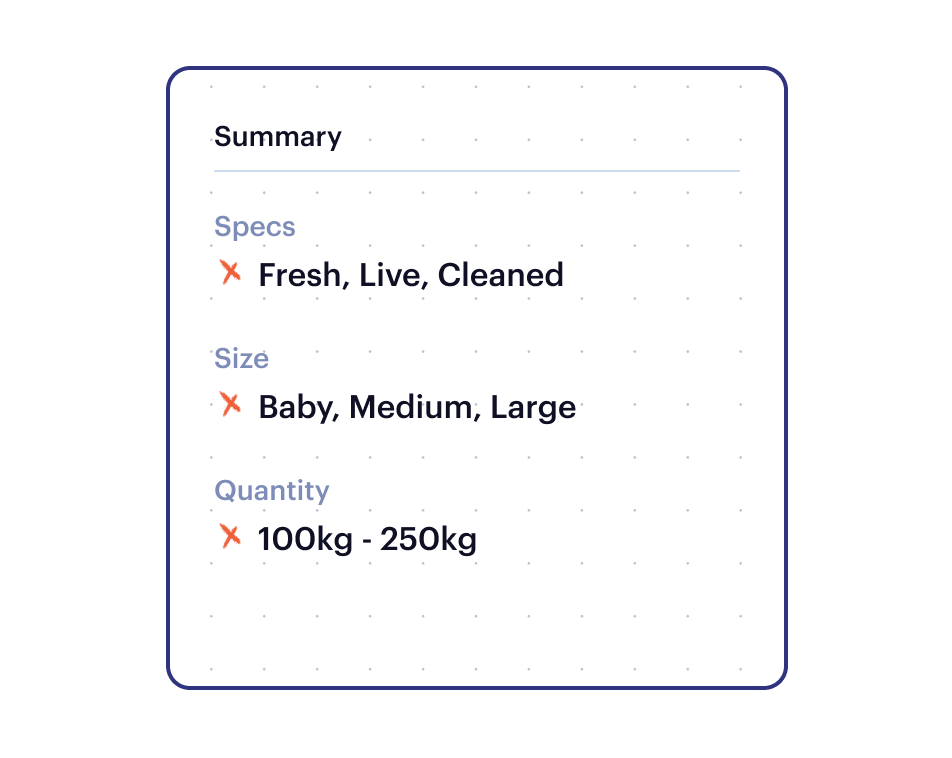 Summary
Specs
Fresh, Live, Cleaned
Size
Baby, Medium, Large
Quantity
100kg - 250kg